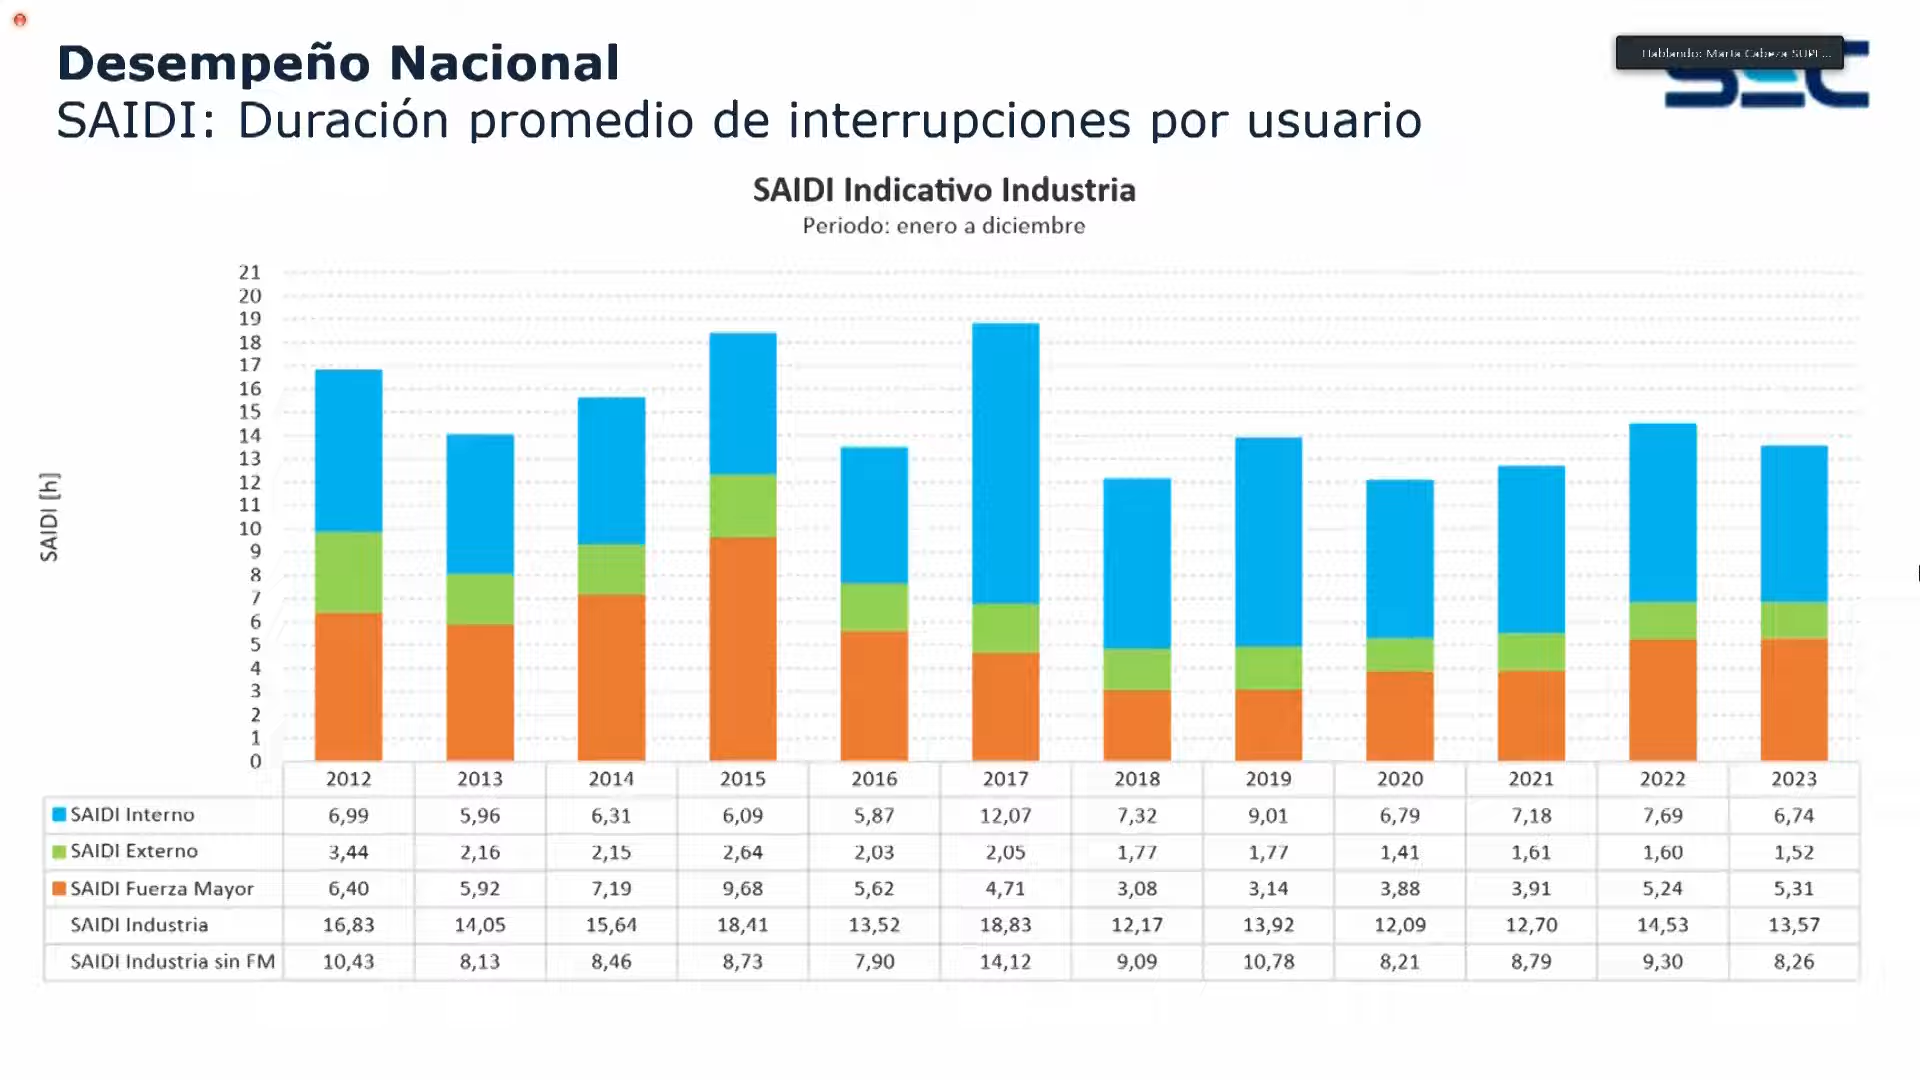 Desempeño Nacional
SAIDI: Duración promedio de interrupciones por usuario
Hablando: Marta Cabeza SUPE...
SEC
SAIDI Indicativo Industria
Periodo: enero a diciembre
SAIDI [h]
21
20
19
18
17
16
15
14
13
12
11
10
9
8
7
6
5
4
3
2
1
0
2012 2013 2014 2015 2016 2017 2018 2019 2020 2021 2022 2023
SAIDI Interno 6,99 5,96 6,31 6,09 5,87 12,07 7,32 9,01 6,79 7,18 7,69 6,74
SAIDI Externo 3,44 2,16 2,15 2,64 2,03 2,05 1,77 1,77 1,41 1,61 1,60 1,52
SAIDI Fuerza Mayor 6,40 5,92 7,19 9,68 5,62 4,71 3,08 3,14 3,88 3,91 5,24 5,31
SAIDI Industria 16,83 14,05 15,64 18,41 13,52 18,83 12,17 13,92 12,09 12,70 14,53 13,57
SAIDI Industria sin FM 10,43 8,13 8,46 8,73 7,90 14,12 9,09 10,78 8,21 8,79 9,30 8,26